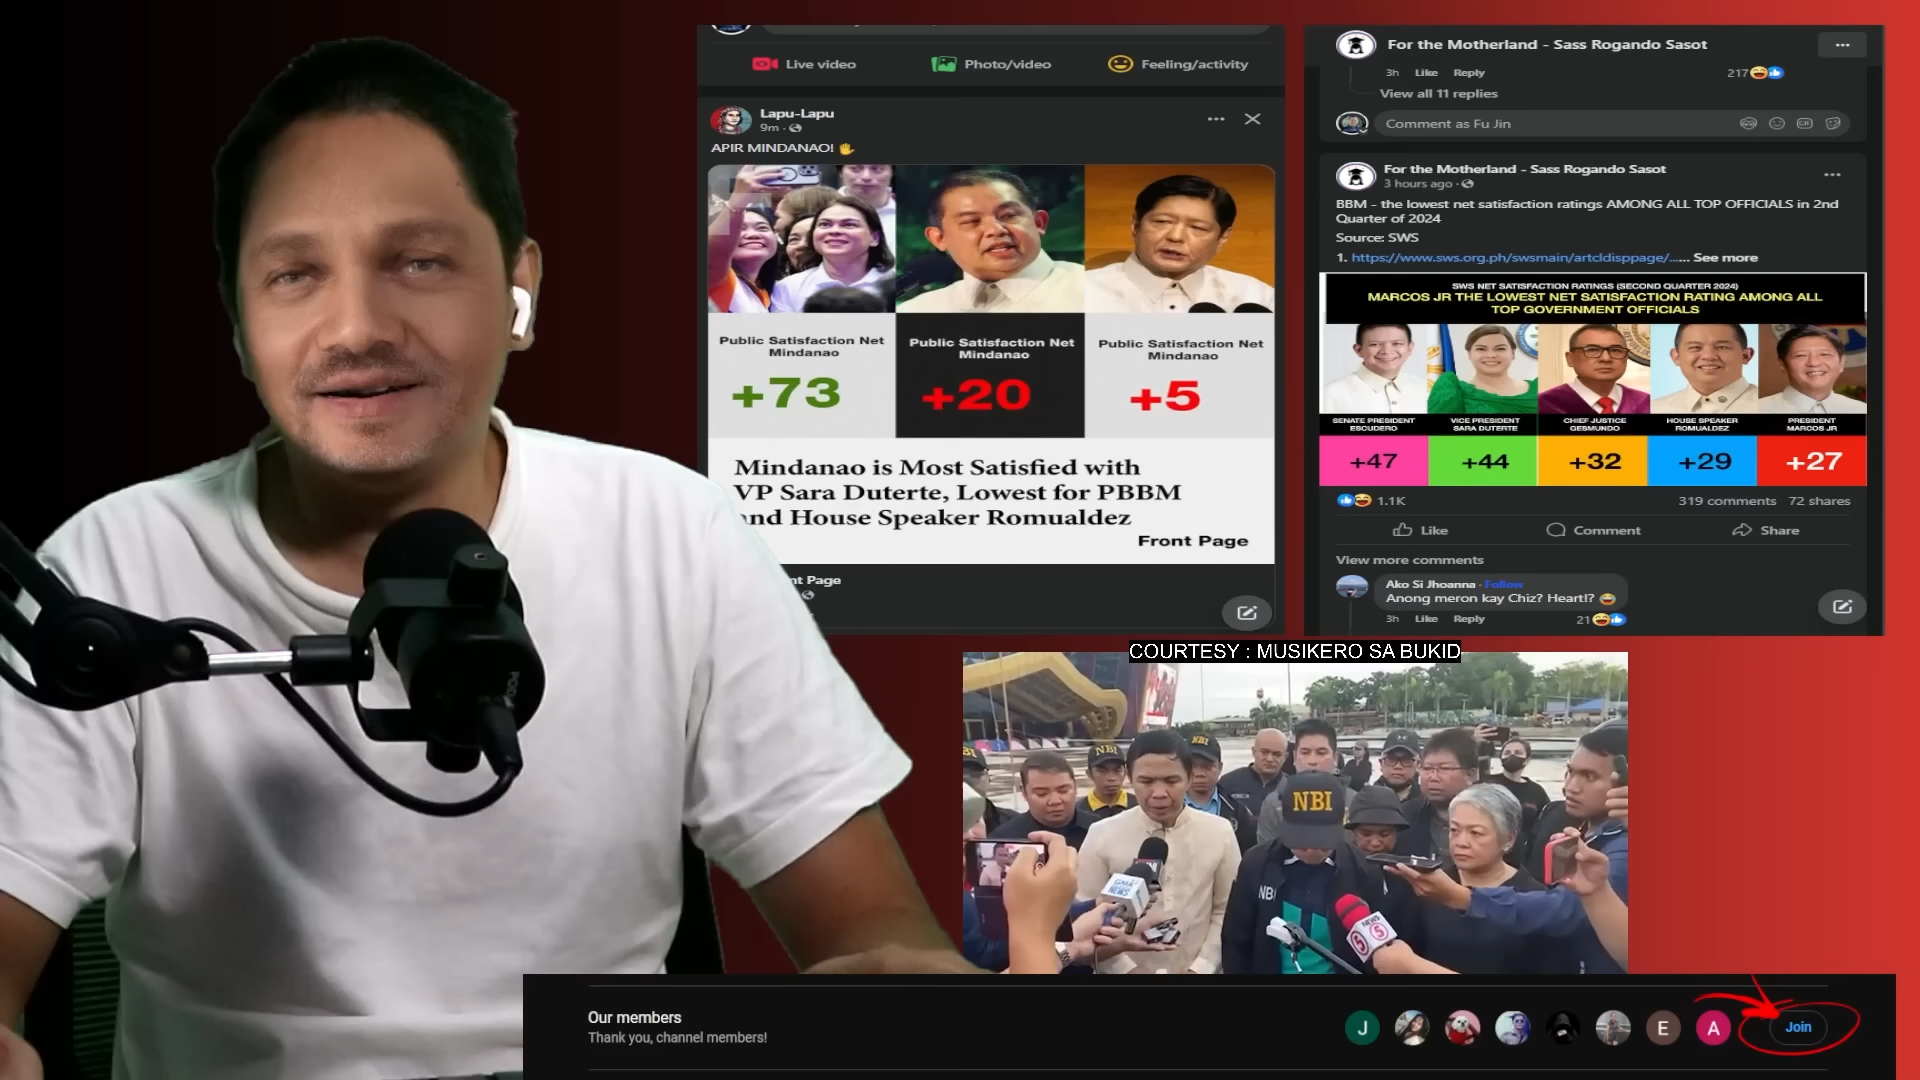 Live video
Photo/video
Feeling/activity
Lapu-Lapu
9m
APIR MINDANAO!
Public Satisfaction Net
Mindanao
+73
Public Satisfaction Net
Mindanao
+20
Public Satisfaction Net
Mindanao
+5
Mindanao is Most Satisfied with
VP Sara Duterte, Lowest for PBBM
and House Speaker Romualdez
Front Page
nt Page
For the Motherland - Sass Rogando Sasot
3h Like Reply
217
View all 11 replies
Comment as Fu Jin
For the Motherland - Sass Rogando Sasot
3 hours ago
BBM - the lowest net satisfaction ratings AMONG ALL TOP OFFICIALS in 2nd
Quarter of 2024
Source: SWS
1. https://www.sws.org.ph/swsmain/artcldisppage/...... See more
SWS NET SATISFACTION RATINGS (SECOND QUARTER 2024)
MARCOS JR THE LOWEST NET SATISFACTION RATING AMONG ALL
TOP GOVERNMENT OFFICIALS
SENATE PRESIDENT
ESCUDERO
VICE PRESIDENT
SARA DUTERTE
CHIEF JUSTICE
GESMUNDO
HOUSE SPEAKER
ROMUALDEZ
PRESIDENT
MARCOS JR
+47
+44
+32
+29
+27
1.1K
319 comments 72 shares
Like
Comment
Share
View more comments
Ako Si Jhoanna · Follow
Anong meron kay Chiz? Heart!?
3h Like Reply
21
COURTESY : MUSIKERO SA BUKID
NBI
NBI
NBI
NBI
GMA
NEWS
NEWS
5
5
POD
Our members
Thank you, channel members!
J
E
A
Join